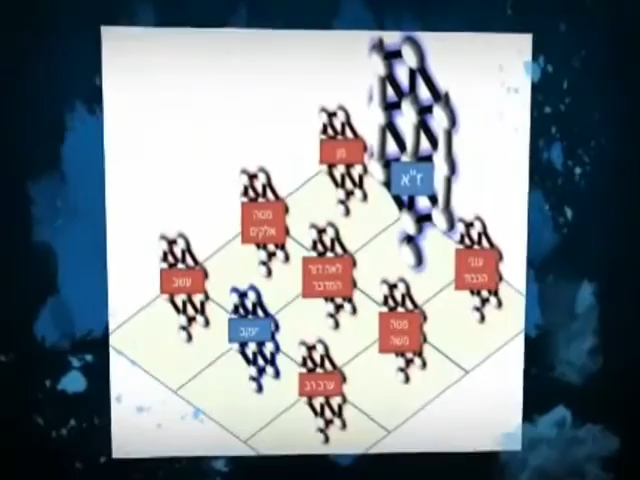 מן
ז"א
מטה
אלקים
ענני
הכבוד
לאה דור
המדבר
עשב
יעקב
מטה
משה
ערב רב